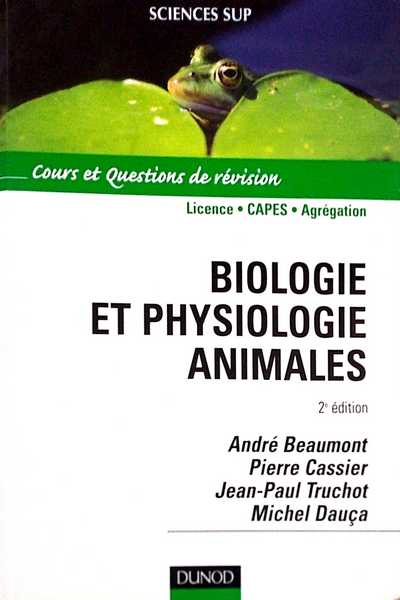 SCIENCES SUP
Cours et Questions de révision
Licence • CAPES • Agrégation
BIOLOGIE
ET PHYSIOLOGIE
ANIMALES
2e édition
André Beaumont
Pierre Cassier
Jean-Paul Truchot
Michel Dauça
DUNOD